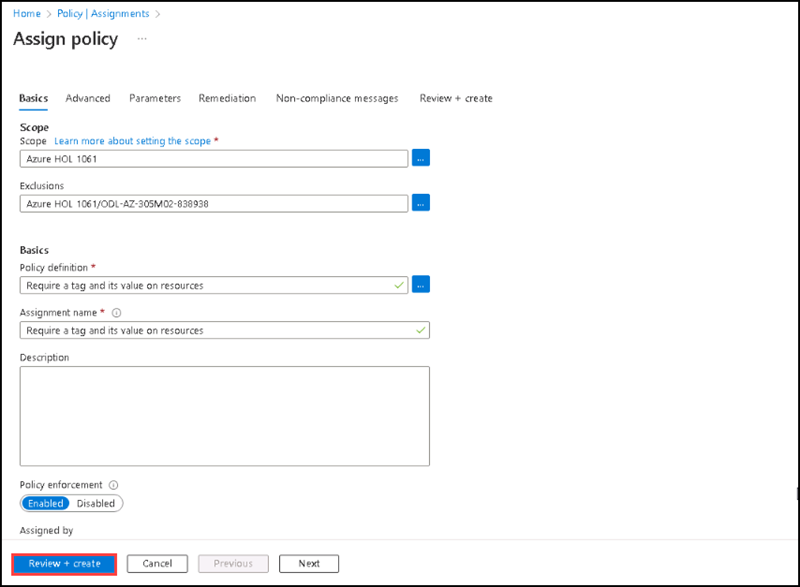 Home > Policy | Assignments >
Assign policy ...
Basics Advanced Parameters Remediation Non-compliance messages Review + create
Scope
Scope Learn more about setting the scope *
Azure HOL 1061 ...
Exclusions
Azure HOL 1061/ODL-AZ-305M02-838938 ...
Basics
Policy definition *
Require a tag and its value on resources ...
Assignment name *
Require a tag and its value on resources
Description
Policy enforcement
Enabled Disabled
Assigned by
Review + create Cancel Previous Next